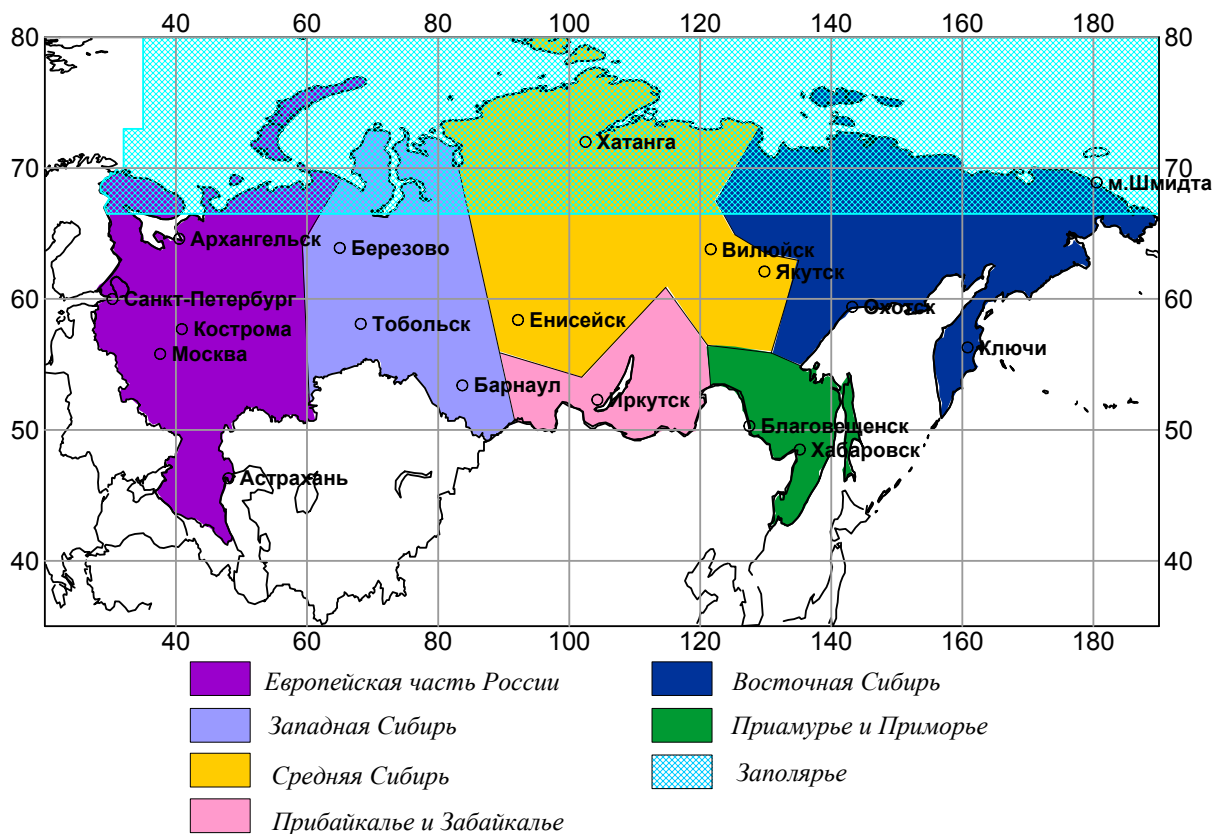 40 60 80 100 120 140 160 180
80 80
70 70
60 60
50 50
40 40
Хатанга
м.Шмидта
Архангельск
Березово
Вилюйск
Якутск
Санкт-Петербург
Охотск
Кострома
Тобольск
Енисейск
Москва
Ключи
Барнаул
Иркутск
Благовещенск
Хабаровск
Астрахань
40 60 80 100 120 140 160 180
Европейская часть России
Западная Сибирь
Средняя Сибирь
Прибайкалье и Забайкалье
Восточная Сибирь
Приамурье и Приморье
Заполярье